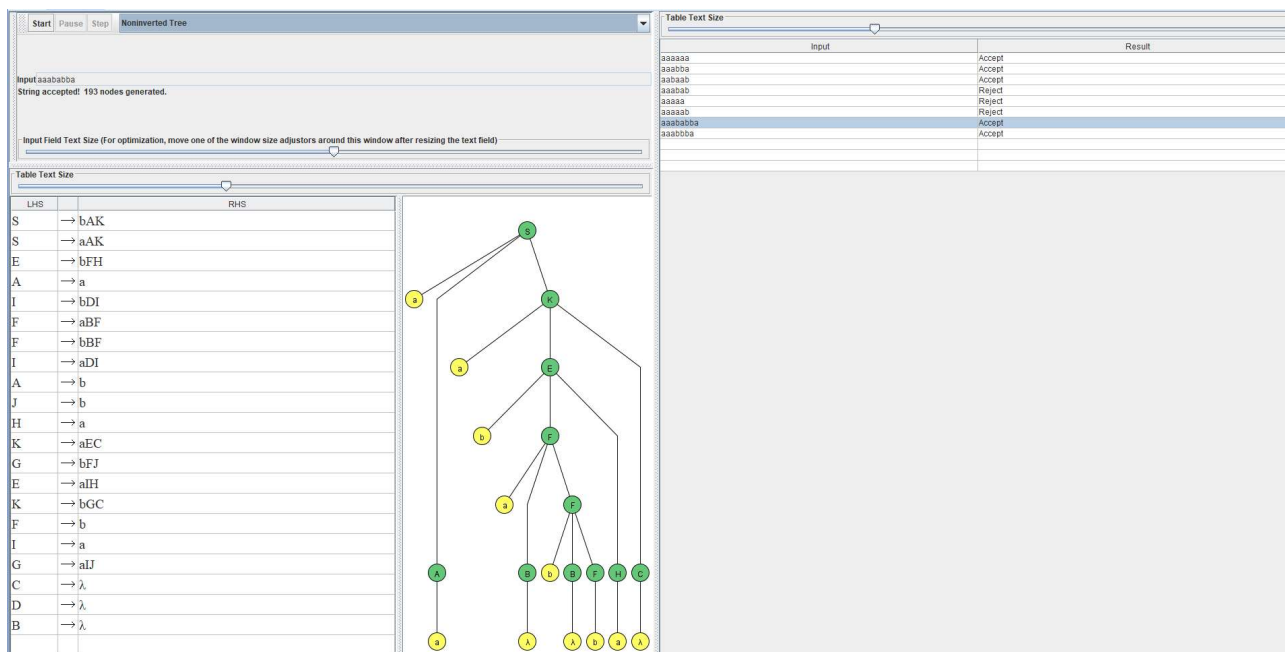 Start Pause Step Noninverted Tree
Input aaababba
String accepted! 193 nodes generated.
Input Field Text Size (For optimization, move one of the window size adjustors around this window after resizing the text field)
Table Text Size
LHS RHS
S → bAK
S → aAK
E → bFH
A → a
I → bDI
F → aBF
F → bBF
I → aDI
A → b
J → b
H → a
K → aEC
G → bFJ
E → aIH
K → bGC
F → b
I → a
G → aIJ
C → λ
D → λ
B → λ
S
a K
a E
b F
a F
A B b B F H C
a λ λ b a λ
Table Text Size
Input Result
aaaaaa Accept
aaabba Accept
aabaab Accept
aaabab Reject
aaaaa Reject
aaaaab Reject
aaababba Accept
aaabbba Accept